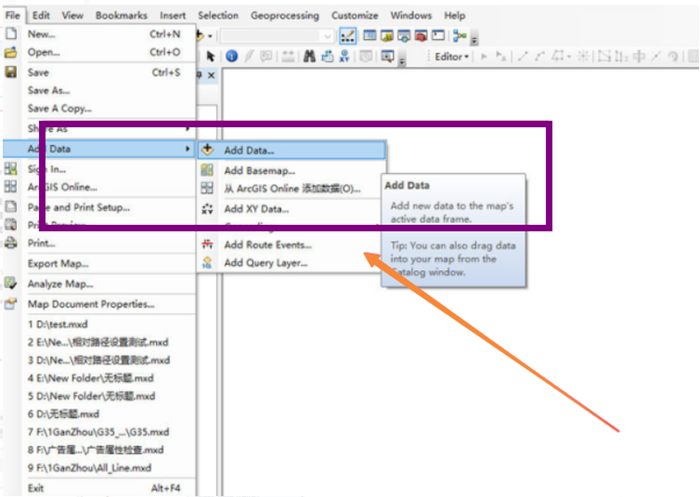 File Edit View Bookmarks Insert Selection Geoprocessing Customize Windows Help
New... Ctrl+N
Open... Ctrl+O
Editor
Save Ctrl+S
Save As...
Save A Copy...
Share As
Add Data
Add Data...
Sign In...
Add Basemap...
ArcGIS Online...
从 ArcGIS Online 添加数据(O)...
Add Data
Page and Print Setup...
Add XY Data...
Add new data to the map's
active data frame.
Print Preview...
Print...
Add Route Events...
Tip: You can also drag data
into your map from the
Catalog window.
Export Map...
Add Query Layer...
Analyze Map...
Map Document Properties...
1 D:\test.mxd
2 E:\Ne...\相对路径设置测试.mxd
3 D:\Ne...\相对路径设置测试.mxd
4 E:\New Folder\无标题.mxd
5 D:\New Folder\无标题.mxd
6 D:\无标题.mxd
7 F:\1GanZhou\G35_...\G35.mxd
8 F:\广告属...\广告属性检查.mxd
9 F:\1GanZhou\All_Line.mxd
Exit Alt+F4